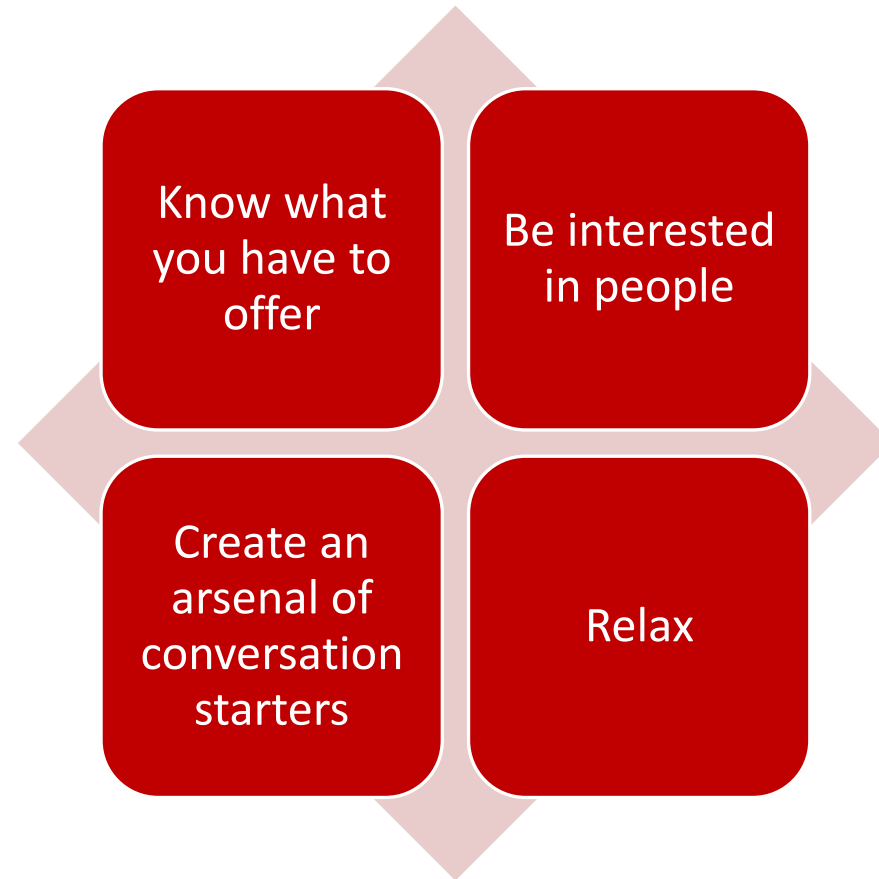 Know what
you have to
offer
Be interested
in people
Create an
arsenal of
conversation
starters
Relax